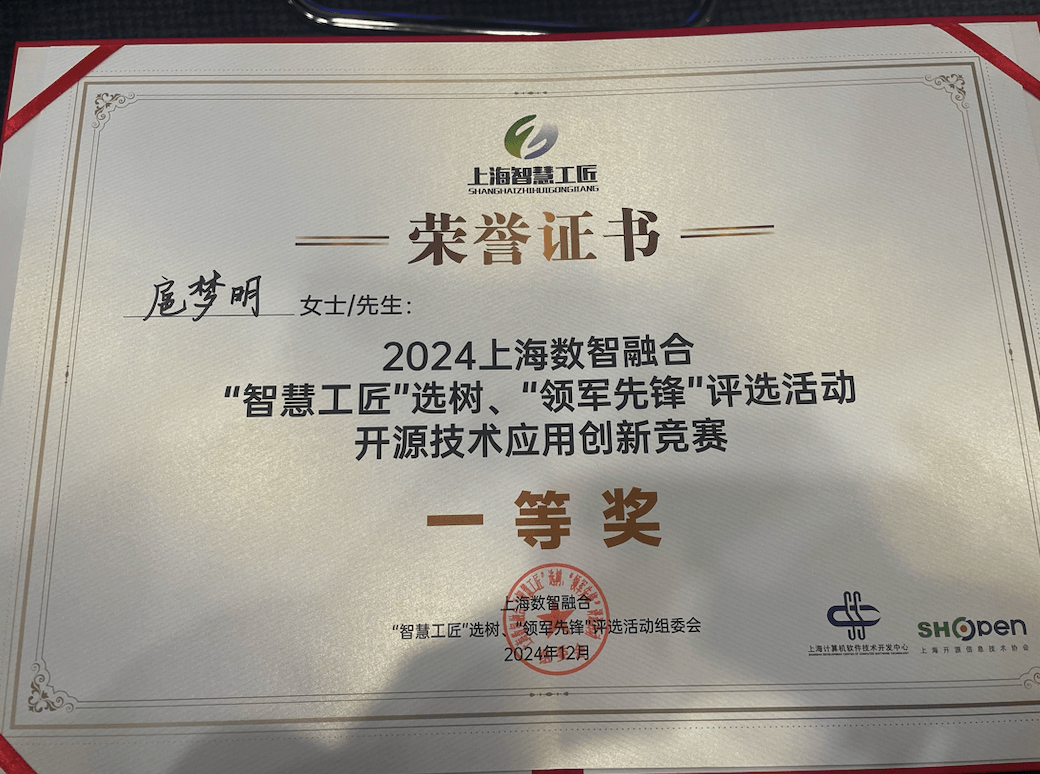 上海智慧工匠
SHANGHAIZHIHUIGONGJIANG
荣誉证书
扈梦明 女士/先生：
2024上海数智融合
“智慧工匠”选树、“领军先锋”评选活动
开源技术应用创新竞赛
一等奖
上海数智融合
“智慧工匠”选树、“领军先锋”评选活动组委会
2024年12月
上海计算机软件技术开发中心
SHOpen
上海开源信息技术协会